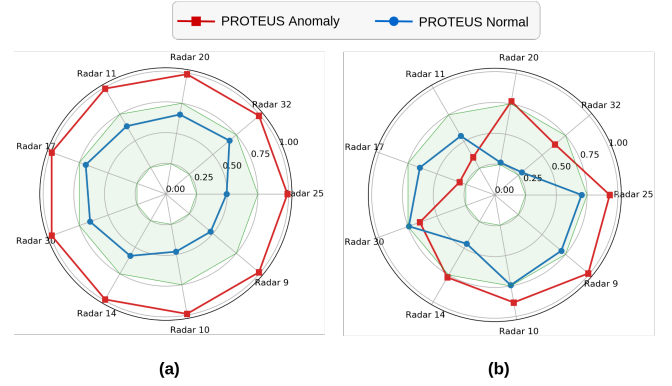 PROTEUS Anomaly PROTEUS Normal
Radar 20
Radar 11
Radar 32
Radar 17
1.00
0.75
0.50
0.25
0.00
Radar 25
Radar 30
Radar 9
Radar 14
Radar 10
(a)
Radar 20
Radar 11
Radar 32
Radar 17
1.00
0.75
0.50
0.25
0.00
Radar 25
Radar 30
Radar 9
Radar 14
Radar 10
(b)